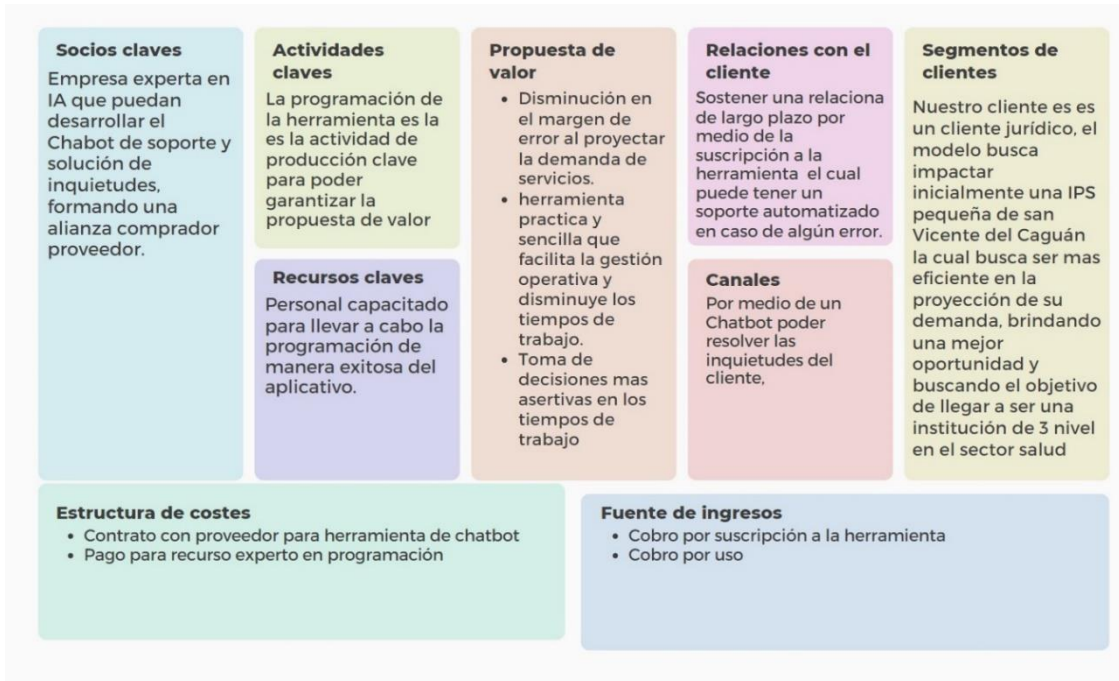 Socios claves
Empresa experta en
IA que puedan
desarrollar el
Chabot de soporte y
solución de
inquietudes,
formando una
alianza comprador
proveedor.
Actividades
claves
La programación de
la herramienta es la
es la actividad de
producción clave
para poder
garantizar la
propuesta de valor
Recursos claves
Personal capacitado
para llevar a cabo la
programación de
manera exitosa del
aplicativo.
Propuesta de
valor
• Disminución en
el margen de
error al proyectar
la demanda de
servicios.
• herramienta
practica y
sencilla que
facilita la gestión
operativa y
disminuye los
tiempos de
trabajo.
• Toma de
decisiones mas
asertivas en los
tiempos de
trabajo
Relaciones con el
cliente
Sostener una relaciona
de largo plazo por
medio de la
suscripción a la
herramienta el cual
puede tener un
soporte automatizado
en caso de algún error.
Canales
Por medio de un
Chatbot poder
resolver las
inquietudes del
cliente,
Segmentos de
clientes
Nuestro cliente es es
un cliente jurídico, el
modelo busca
impactar
inicialmente una IPS
pequeña de san
Vicente del Caguán
la cual busca ser mas
eficiente en la
proyección de su
demanda, brindando
una mejor
oportunidad y
buscando el objetivo
de llegar a ser una
institución de 3 nivel
en el sector salud
Estructura de costes
• Contrato con proveedor para herramienta de chatbot
• Pago para recurso experto en programación
Fuente de ingresos
• Cobro por suscripción a la herramienta
• Cobro por uso